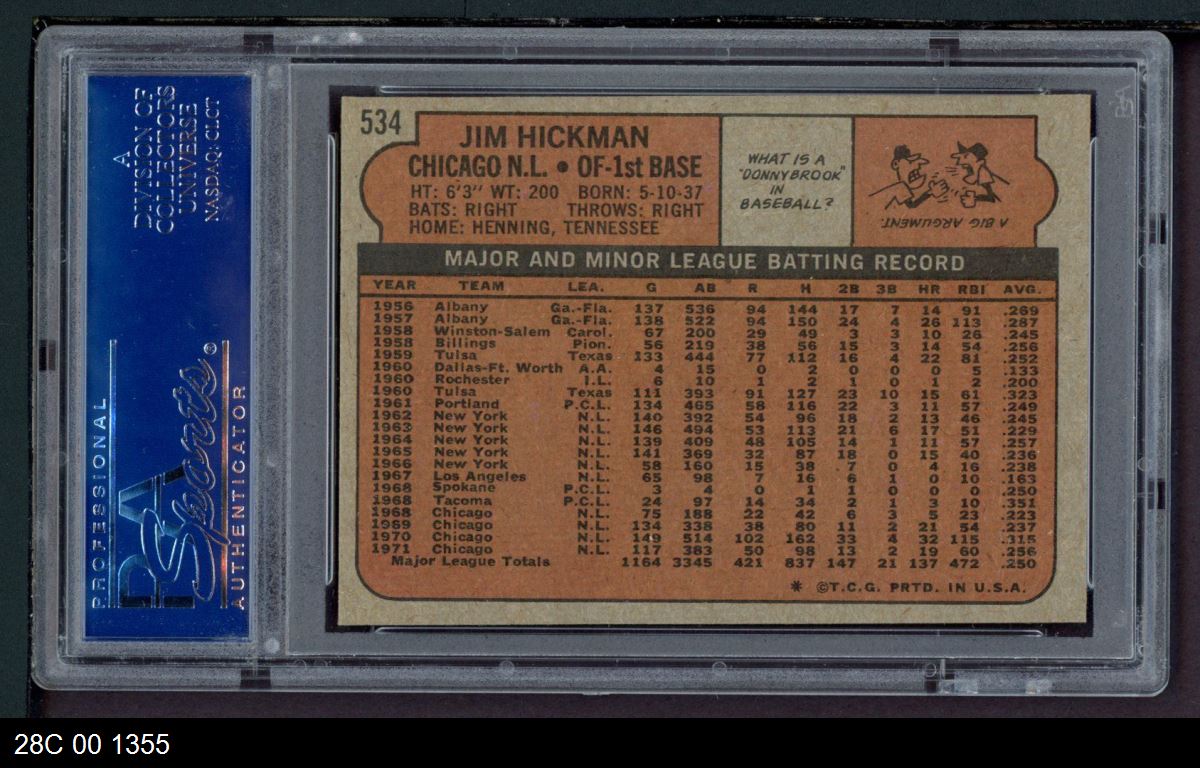 A
DIVISION OF
COLLECTORS
UNIVERSE
NASDAQ: CLCT
PROFESSIONAL
PSA
Sports®
AUTHENTICATOR
534
JIM HICKMAN
CHICAGO N.L. • OF-1st BASE
HT: 6'3" WT: 200 BORN: 5-10-37
BATS: RIGHT THROWS: RIGHT
HOME: HENNING, TENNESSEE
WHAT IS A
"DONNYBROOK"
IN
BASEBALL?
A BIG ARGUMENT.
MAJOR AND MINOR LEAGUE BATTING RECORD
YEAR TEAM LEA. G AB R H 2B 3B HR RBI AVG.
1956 Albany Ga.-Fla. 137 536 94 144 17 7 14 91 .269
1957 Albany Ga.-Fla. 138 522 94 150 24 4 26 113 .287
1958 Winston-Salem Carol. 67 200 29 49 3 3 10 26 .245
1958 Billings Pion. 56 219 38 56 15 3 14 54 .256
1959 Tulsa Texas 133 444 77 112 16 4 22 81 .252
1960 Dallas-Ft. Worth A.A. 4 15 0 2 0 0 0 5 .133
1960 Rochester I.L. 6 10 1 2 1 0 1 2 .200
1960 Tulsa Texas 111 393 91 127 23 10 15 61 .323
1961 Portland P.C.L. 134 465 58 116 22 3 11 57 .249
1962 New York N.L. 140 392 54 96 18 2 13 46 .245
1963 New York N.L. 146 494 53 113 21 6 17 51 .229
1964 New York N.L. 139 409 48 105 14 1 11 57 .257
1965 New York N.L. 141 369 32 87 18 0 15 40 .236
1966 New York N.L. 58 160 15 38 7 0 4 16 .238
1967 Los Angeles N.L. 65 98 7 16 6 1 0 10 .163
1968 Spokane P.C.L. 3 4 0 1 1 0 0 0 .250
1968 Tacoma P.C.L. 24 97 14 34 2 1 3 10 .351
1968 Chicago N.L. 75 188 22 42 6 3 5 23 .223
1969 Chicago N.L. 134 338 38 80 11 2 21 54 .237
1970 Chicago N.L. 149 514 102 162 33 4 32 115 .315
1971 Chicago N.L. 117 383 50 98 13 2 19 60 .256
Major League Totals 1164 3345 421 837 147 21 137 472 .250
* ©T.C.G. PRTD. IN U.S.A.
28C 00 1355